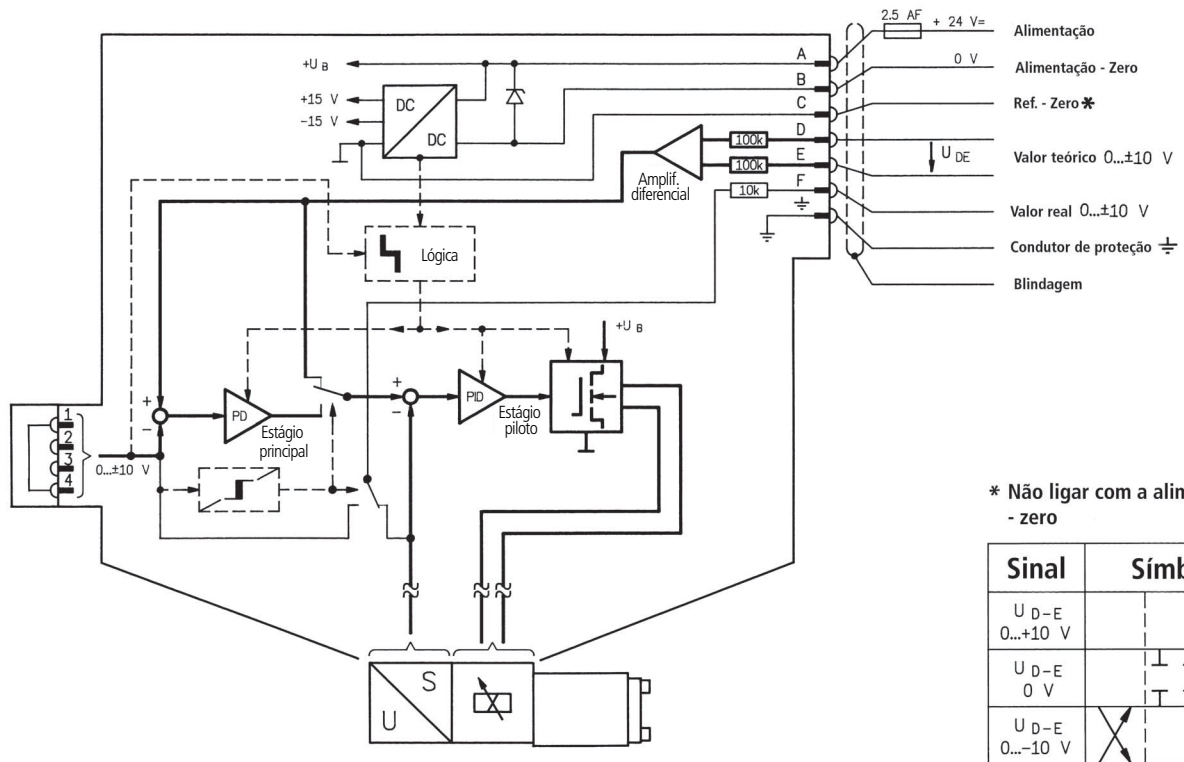 2.5 AF
+ 24 V=
Alimentação
A
+U B
0 V
Alimentação - Zero
B
+15 V
DC
C
Ref. - Zero *
-15 V
DC
D
100k
E
100k
U DE
Valor teórico 0...±10 V
Amplif.
diferencial
F
10k
Valor real 0...±10 V
Condutor de proteção
Lógica
Blindagem
+U B
+
-
PD
Estágio
principal
+
-
PID
Estágio
piloto
1
2
3
4
0...±10 V
* Não ligar com a alim
- zero
Sinal
Símb
U D-E
0...+10 V
U D-E
0 V
U D-E
0...-10 V
S
U